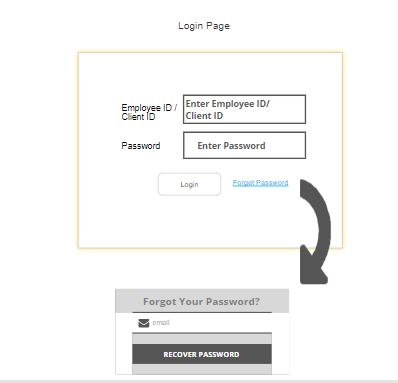 Login Page
Employee ID /
Client ID
Enter Employee ID/
Client ID
Password
Enter Password
Login
Forget Password
Forgot Your Password?
email
RECOVER PASSWORD